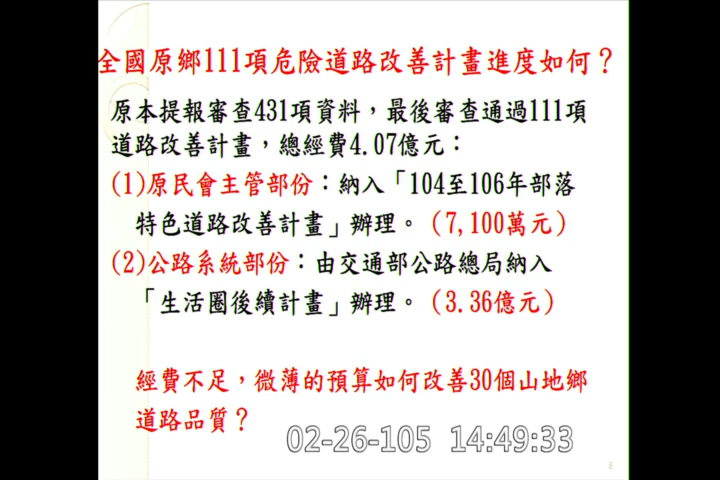 全國原鄉111項危險道路改善計畫進度如何？
原本提報審查431項資料，最後審查通過111項
道路改善計畫，總經費4.07億元：
(1)原民會主管部份：納入「104至106年部落
特色道路改善計畫」辦理。（7,100萬元）
(2)公路系統部份：由交通部公路總局納入
「生活圈後續計畫」辦理。（3.36億元）
經費不足，微薄的預算如何改善30個山地鄉
道路品質？
02-26-105 14:49:33